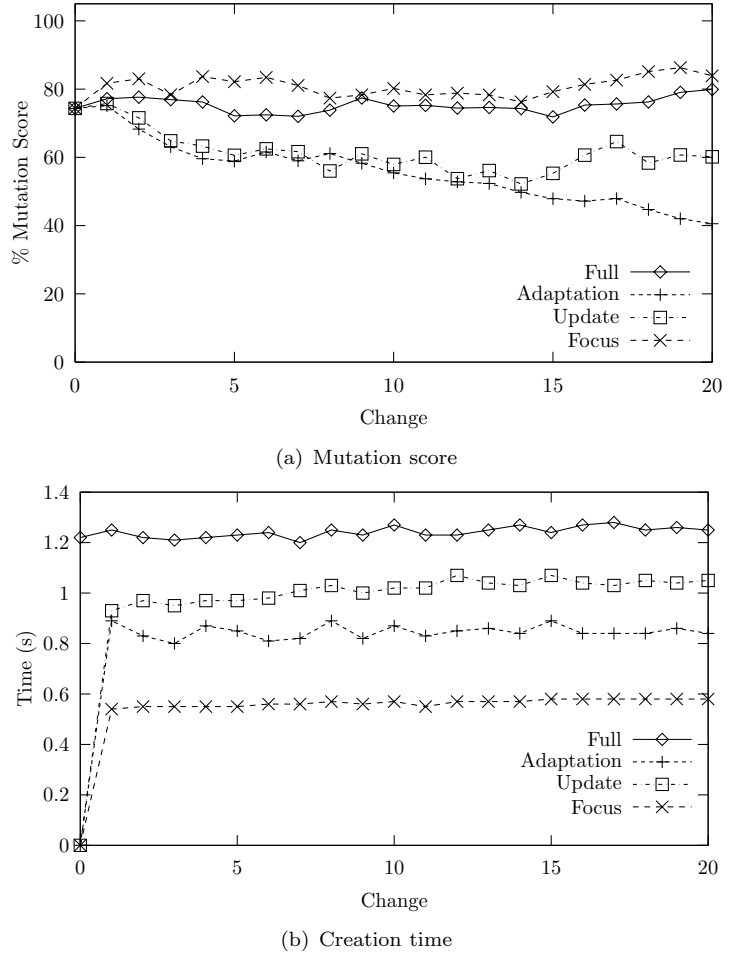 100
80
60
40
20
0
% Mutation Score
Full
Adaptation
Update
Focus
0 5 10 15 20
Change
(a) Mutation score
1.4
1.2
1
0.8
0.6
0.4
0.2
0
Time (s)
Full
Adaptation
Update
Focus
0 5 10 15 20
Change
(b) Creation time